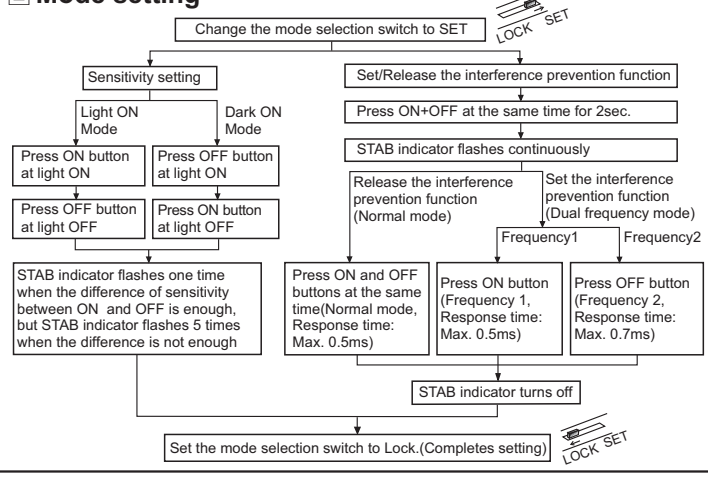 Mode setting
Change the mode selection switch to SET
LOCK SET
Sensitivity setting
Light ON
Mode
Dark ON
Mode
Press ON button
at light ON
Press OFF button
at light ON
Press OFF button
at light OFF
Press ON button
at light OFF
STAB indicator flashes one time
when the difference of sensitivity
between ON and OFF is enough,
but STAB indicator flashes 5 times
when the difference is not enough
Set/Release the interference prevention function
Press ON+OFF at the same time for 2sec.
STAB indicator flashes continuously
Release the interference
prevention function
(Normal mode)
Set the interference
prevention function
(Dual frequency mode)
Frequency1
Frequency2
Press ON and OFF
buttons at the same
time(Normal mode,
Response time:
Max. 0.5ms)
Press ON button
(Frequency 1,
Response time:
Max. 0.5ms)
Press OFF button
(Frequency 2,
Response time:
Max. 0.7ms)
STAB indicator turns off
Set the mode selection switch to Lock.(Completes setting)
LOCK SET